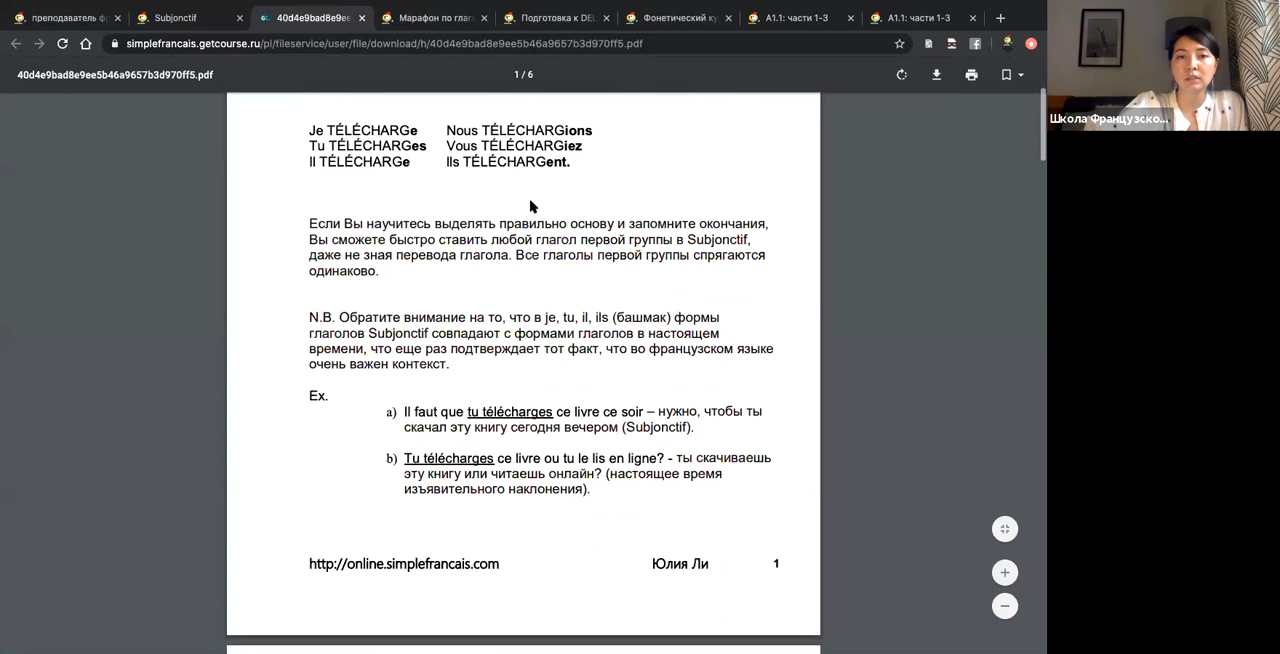 преподаватель ф
Subjonctif
40d4e9bad8e9ee
Марафон по глаг
Подготовка к DEL
Фонетический ку
A1.1: части 1-3
A1.1: части 1-3
simplefrancais.getcourse.ru/pl/fileservice/user/file/download/h/40d4e9bad8e9ee5b46a9657b3d970ff5.pdf
40d4e9bad8e9ee5b46a9657b3d970ff5.pdf
1 / 6
Школа Французско...
Je TÉLÉCHARGe Nous TÉLÉCHARGions
Tu TÉLÉCHARGes Vous TÉLÉCHARGiez
Il TÉLÉCHARGe Ils TÉLÉCHARGent.
Если Вы научитесь выделять правильно основу и запомните окончания,
Вы сможете быстро ставить любой глагол первой группы в Subjonctif,
даже не зная перевода глагола. Все глаголы первой группы спрягаются
одинаково.
N.B. Обратите внимание на то, что в je, tu, il, ils (башмак) формы
глаголов Subjonctif совпадают с формами глаголов в настоящем
времени, что еще раз подтверждает тот факт, что во французском языке
очень важен контекст.
Ex.
a) Il faut que tu télécharges ce livre ce soir – нужно, чтобы ты
скачал эту книгу сегодня вечером (Subjonctif).
b) Tu télécharges ce livre ou tu le lis en ligne? - ты скачиваешь
эту книгу или читаешь онлайн? (настоящее время
изъявительного наклонения).
http://online.simplefrancais.com Юлия Ли 1